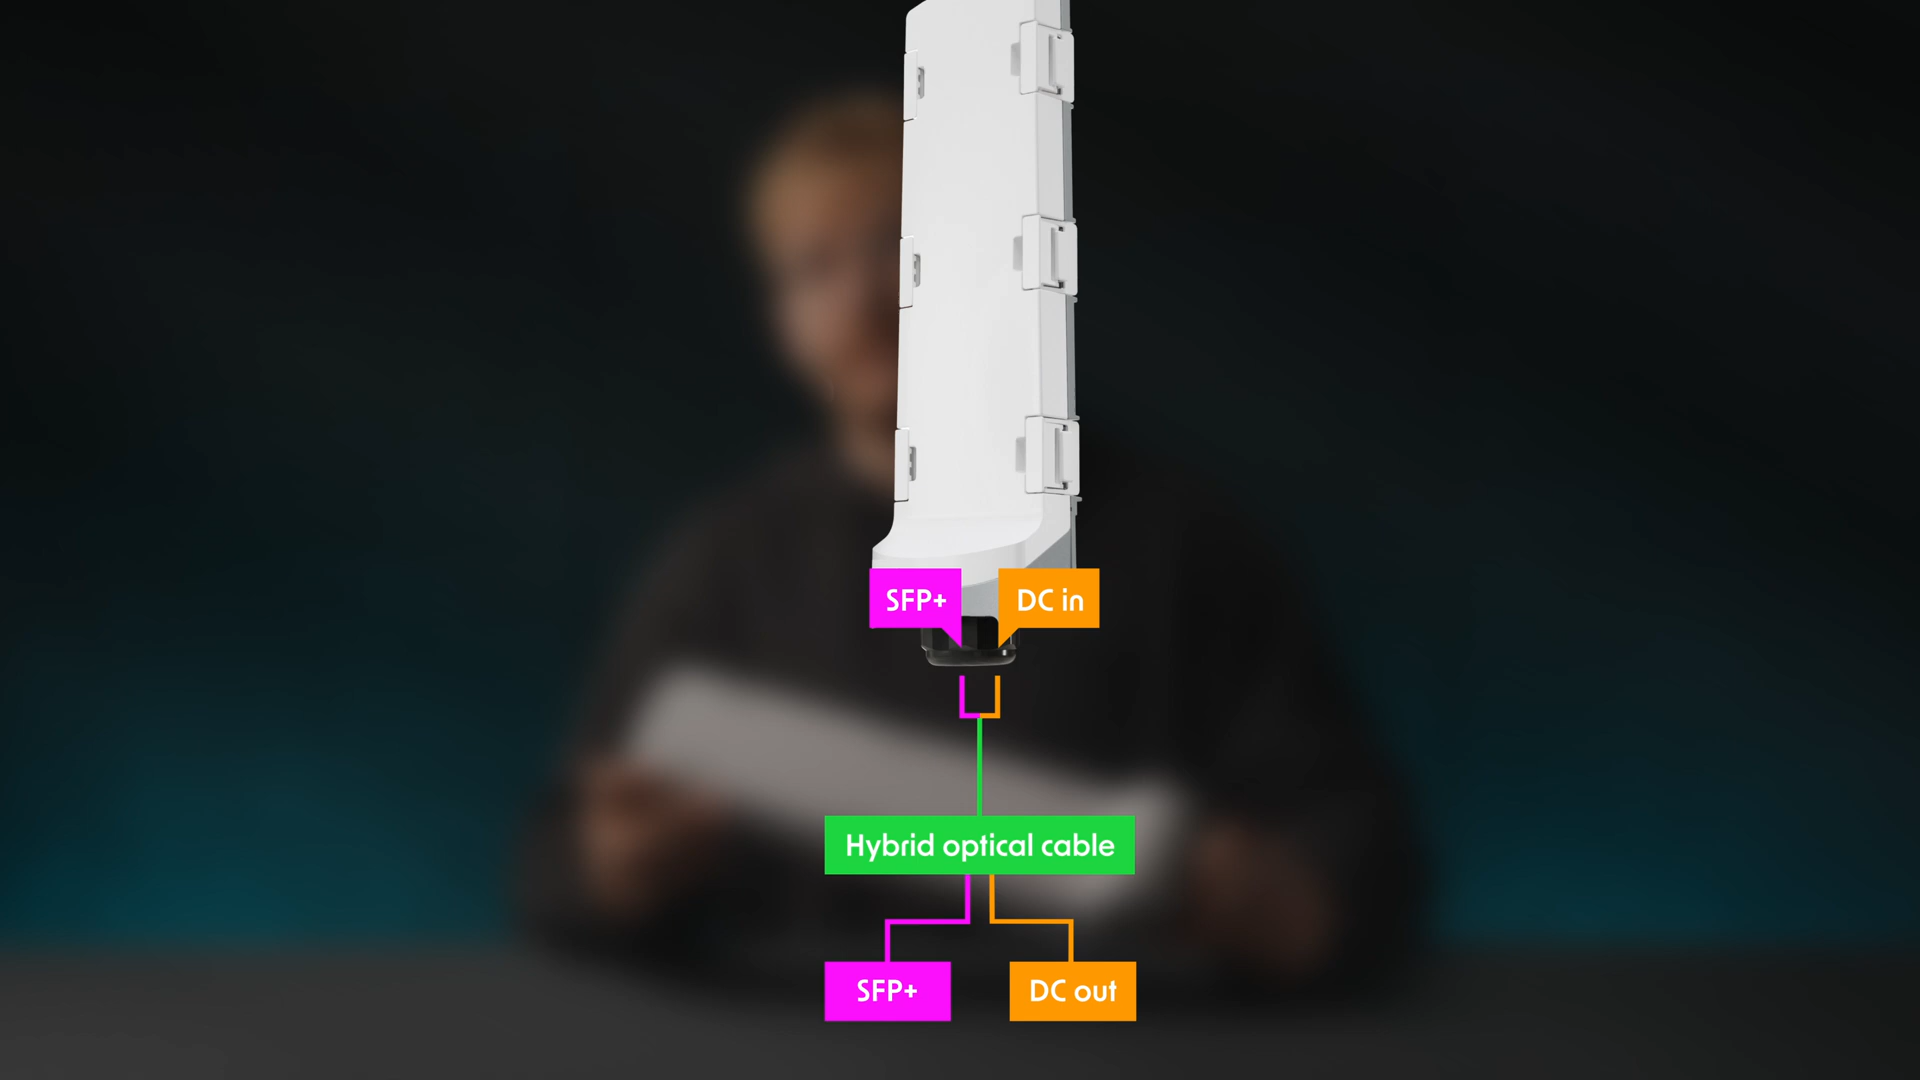 SFP+
DC in
Hybrid optical cable
SFP+
DC out